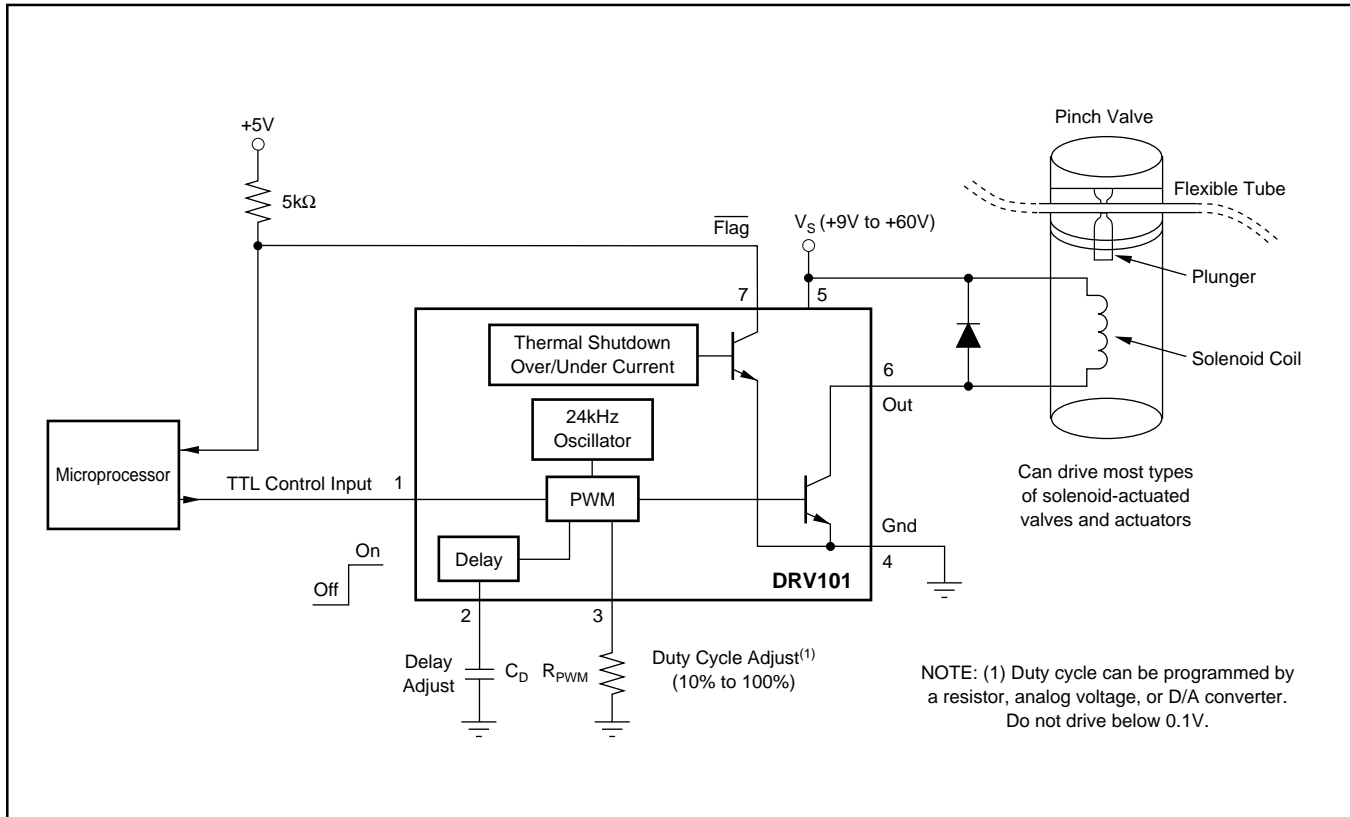 +5V
5kΩ
Flag
V_S (+9V to +60V)
Pinch Valve
Flexible Tube
Plunger
Solenoid Coil
7
5
Thermal Shutdown
Over/Under Current
6
Out
24kHz
Oscillator
Microprocessor
TTL Control Input
1
PWM
Can drive most types
of solenoid-actuated
valves and actuators
Gnd
4
On
Off
Delay
DRV101
2
3
Delay
Adjust
C_D
R_PWM
Duty Cycle Adjust(1)
(10% to 100%)
NOTE: (1) Duty cycle can be programmed by
a resistor, analog voltage, or D/A converter.
Do not drive below 0.1V.